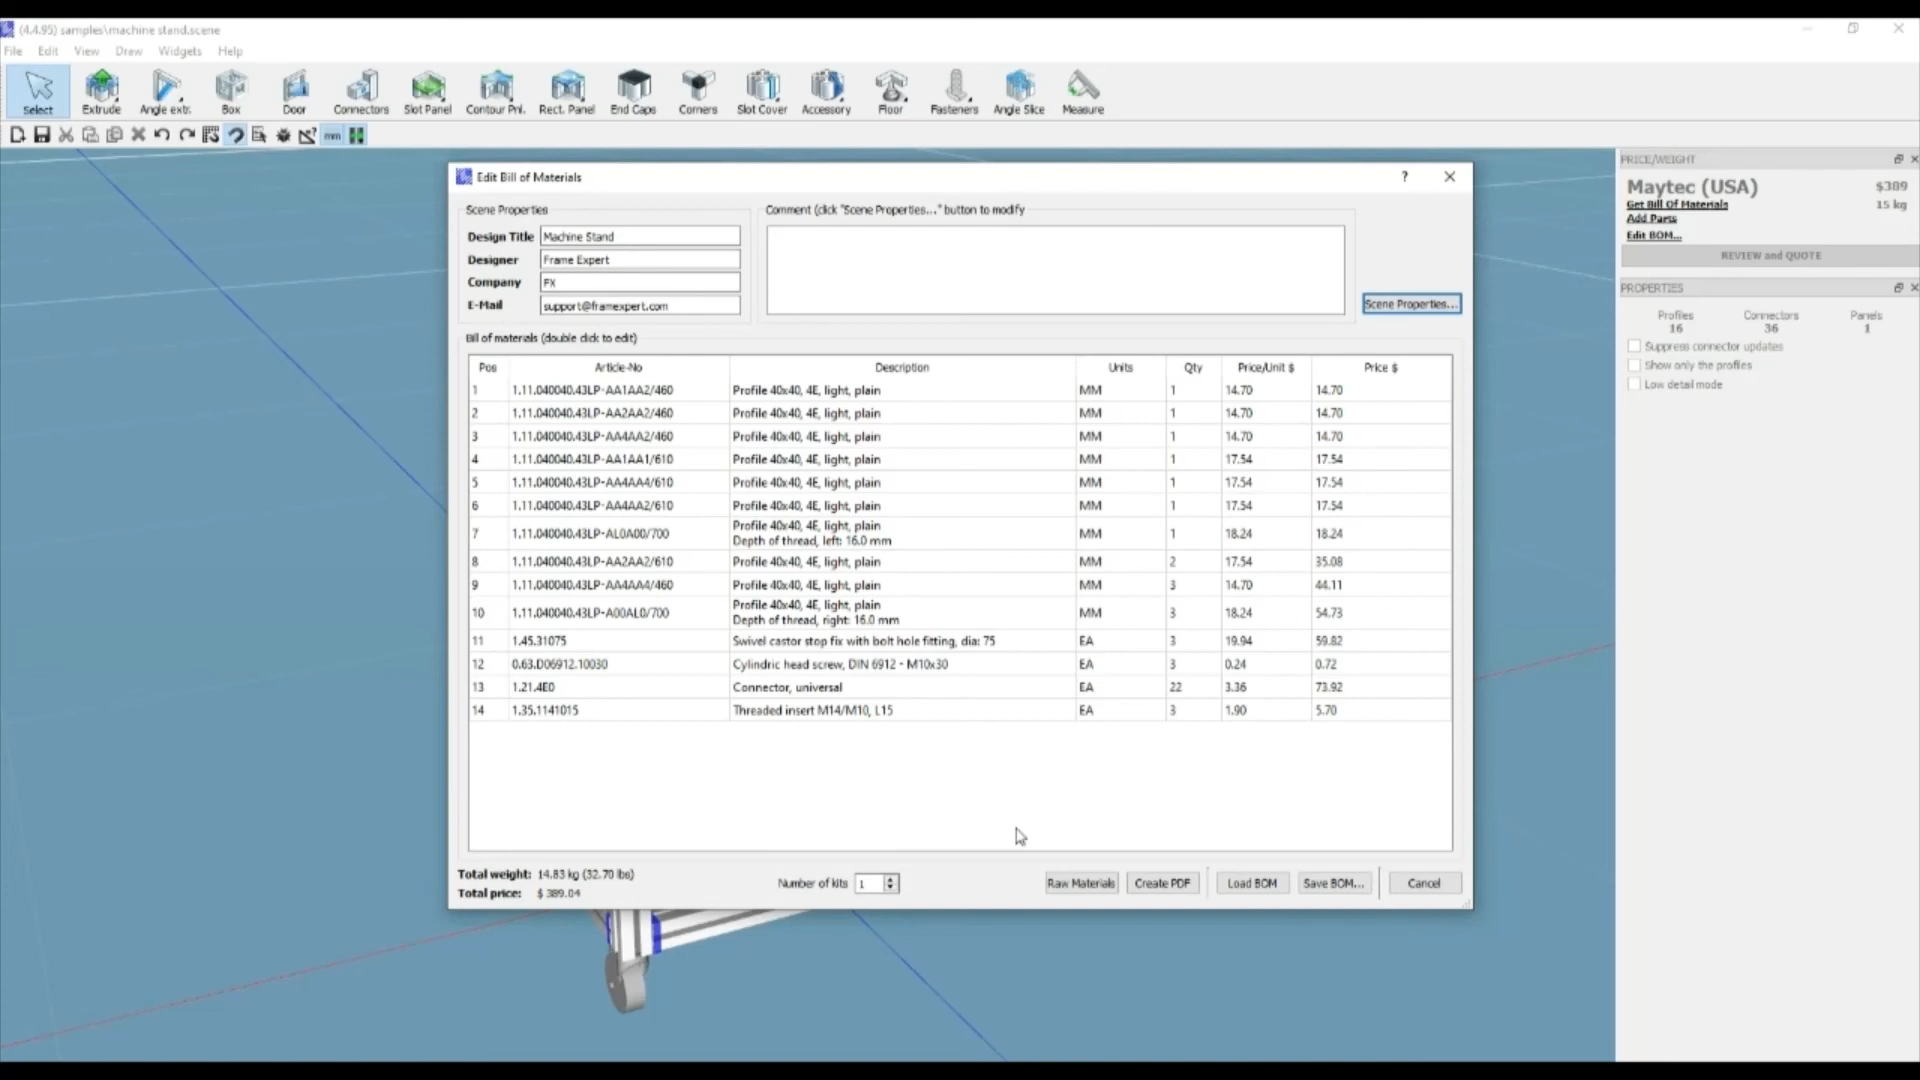 (4.4.95) samples\machine stand.scene
File Edit View Draw Widgets Help
Select Extrude Angle extr. Box Door Connectors Slot Panel Contour Pnl. Rect. Panel End Caps Corners Slot Cover Accessory Floor Fasteners Angle Slice Measure
mm
Edit Bill of Materials
?
Scene Properties
Design Title Machine Stand
Designer Frame Expert
Company FX
E-Mail support@framexpert.com
Comment (click "Scene Properties..." button to modify
Scene Properties...
Bill of materials (double click to edit)
Pos Article-No Description Units Qty Price/Unit $ Price $
1 1.11.040040.43LP-AA1AA2/460 Profile 40x40, 4E, light, plain MM 1 14.70 14.70
2 1.11.040040.43LP-AA2AA2/460 Profile 40x40, 4E, light, plain MM 1 14.70 14.70
3 1.11.040040.43LP-AA4AA2/460 Profile 40x40, 4E, light, plain MM 1 14.70 14.70
4 1.11.040040.43LP-AA1AA1/610 Profile 40x40, 4E, light, plain MM 1 17.54 17.54
5 1.11.040040.43LP-AA4AA4/610 Profile 40x40, 4E, light, plain MM 1 17.54 17.54
6 1.11.040040.43LP-AA4AA2/610 Profile 40x40, 4E, light, plain MM 1 17.54 17.54
7 1.11.040040.43LP-AL0A00/700 Profile 40x40, 4E, light, plain MM 1 18.24 18.24
Depth of thread, left: 16.0 mm
8 1.11.040040.43LP-AA2AA2/610 Profile 40x40, 4E, light, plain MM 2 17.54 35.08
9 1.11.040040.43LP-AA4AA4/460 Profile 40x40, 4E, light, plain MM 3 14.70 44.11
10 1.11.040040.43LP-A00AL0/700 Profile 40x40, 4E, light, plain MM 3 18.24 54.73
Depth of thread, right: 16.0 mm
11 1.45.31075 Swivel castor stop fix with bolt hole fitting, dia: 75 EA 3 19.94 59.82
12 0.63.D06912.10030 Cylindric head screw, DIN 6912 - M10x30 EA 3 0.24 0.72
13 1.21.4E0 Connector, universal EA 22 3.36 73.92
14 1.35.1141015 Threaded insert M14/M10, L15 EA 3 1.90 5.70
Total weight: 14.83 kg (32.70 lbs)
Total price: $ 389.04
Number of kits 1
Raw Materials Create PDF Load BOM Save BOM... Cancel
PRICE/WEIGHT
Maytec (USA) $389
Get Bill Of Materials 15 kg
Add Parts
Edit BOM...
REVIEW and QUOTE
PROPERTIES
Profiles Connectors Panels
16 36 1
Suppress connector updates
Show only the profiles
Low detail mode